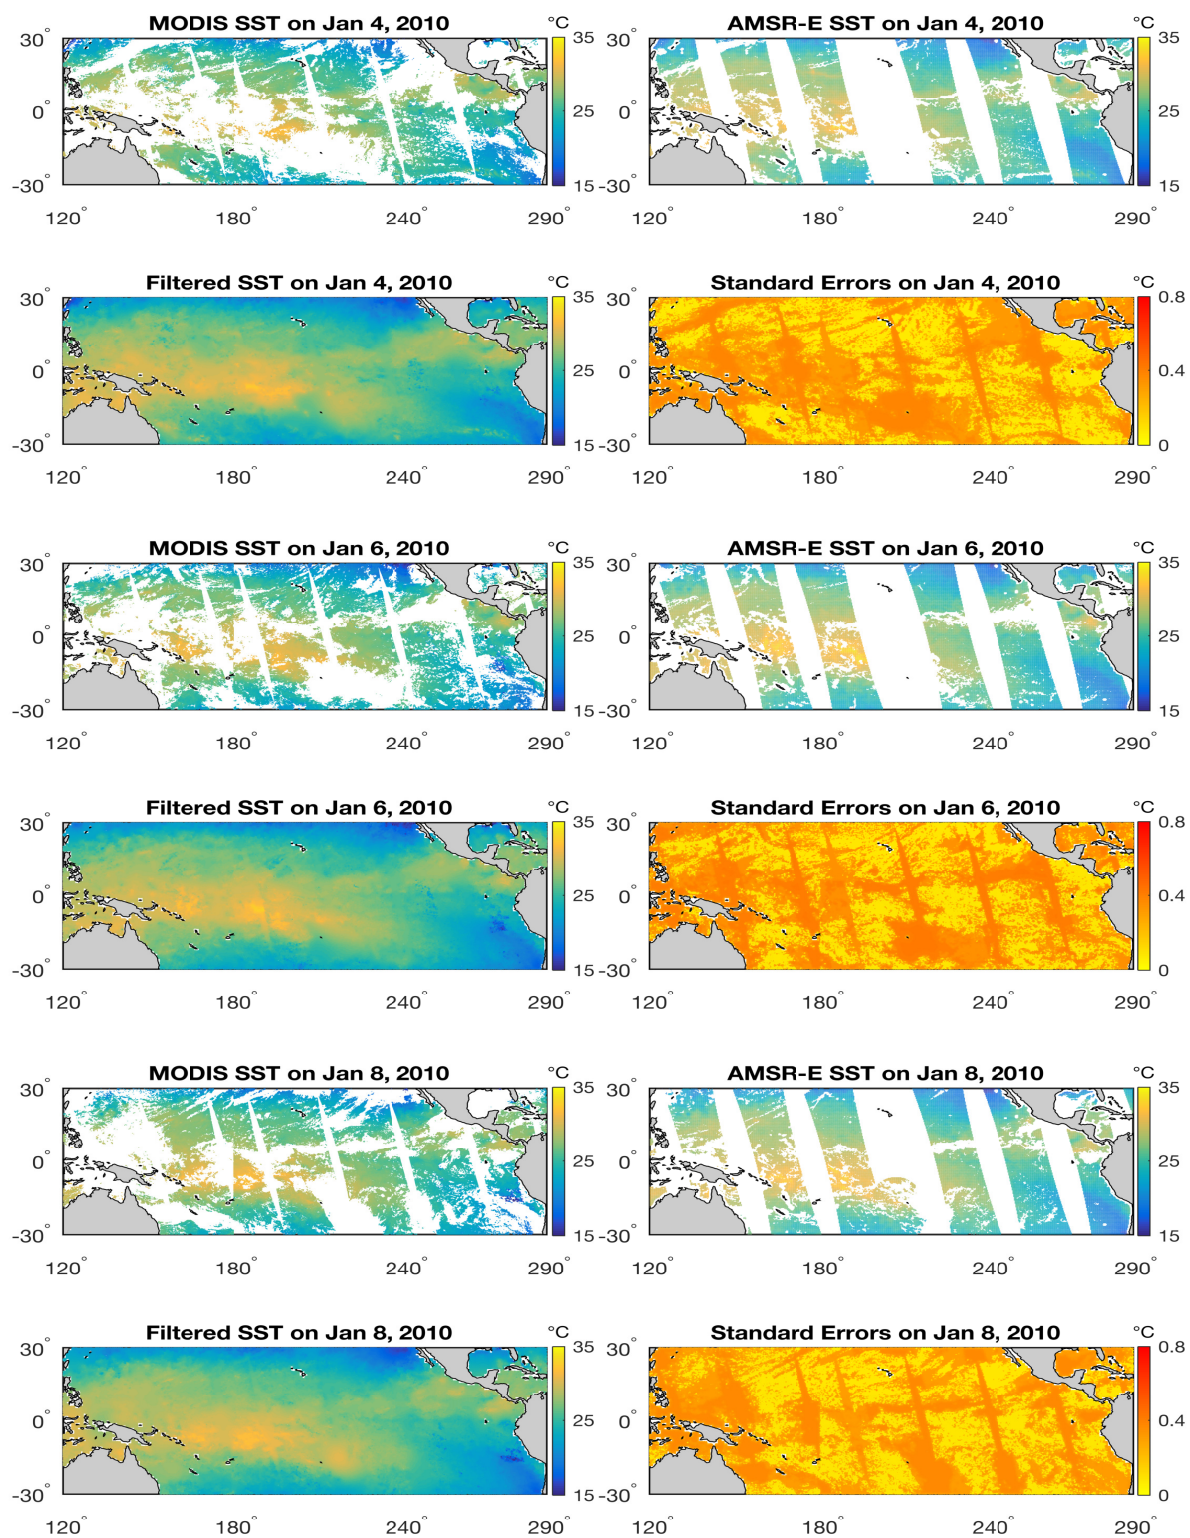 MODIS SST on Jan 4, 2010 °C AMSR-E SST on Jan 4, 2010 °C
30° 35 30° 35
0° 25 0° 25
-30° 15 -30° 15
120° 180° 240° 290° 120° 180° 240° 290°
Filtered SST on Jan 4, 2010 °C Standard Errors on Jan 4, 2010 °C
30° 35 30° 0.8
0° 25 0° 0.4
-30° 15 -30° 0
120° 180° 240° 290° 120° 180° 240° 290°
MODIS SST on Jan 6, 2010 °C AMSR-E SST on Jan 6, 2010 °C
30° 35 30° 35
0° 25 0° 25
-30° 15 -30° 15
120° 180° 240° 290° 120° 180° 240° 290°
Filtered SST on Jan 6, 2010 °C Standard Errors on Jan 6, 2010 °C
30° 35 30° 0.8
0° 25 0° 0.4
-30° 15 -30° 0
120° 180° 240° 290° 120° 180° 240° 290°
MODIS SST on Jan 8, 2010 °C AMSR-E SST on Jan 8, 2010 °C
30° 35 30° 35
0° 25 0° 25
-30° 15 -30° 15
120° 180° 240° 290° 120° 180° 240° 290°
Filtered SST on Jan 8, 2010 °C Standard Errors on Jan 8, 2010 °C
30° 35 30° 0.8
0° 25 0° 0.4
-30° 15 -30° 0
120° 180° 240° 290° 120° 180° 240° 290°